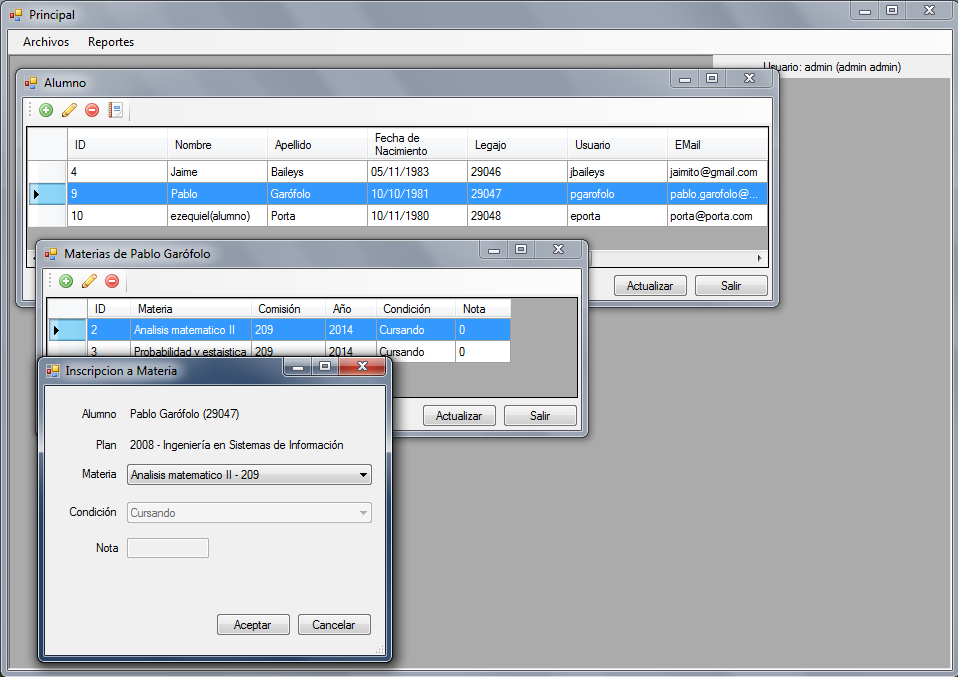 Principal
Archivos Reportes
Usuario: admin (admin admin)
Alumno
ID Nombre Apellido Fecha de Nacimiento Legajo Usuario EMail
4 Jaime Baileys 05/11/1983 29046 jbaileys jaimito@gmail.com
9 Pablo Garófolo 10/10/1981 29047 pgarofolo pablo.garofolo@...
10 ezequiel(alumno) Porta 10/11/1980 29048 eporta porta@porta.com
Actualizar Salir
Materias de Pablo Garófolo
ID Materia Comisión Año Condición Nota
2 Analisis matematico II 209 2014 Cursando 0
3 Probabilidad y estaistica 209 2014 Cursando 0
Actualizar Salir
Inscripcion a Materia
Alumno Pablo Garófolo (29047)
Plan 2008 - Ingeniería en Sistemas de Información
Materia Analisis matematico II - 209
Condición Cursando
Nota
Aceptar Cancelar